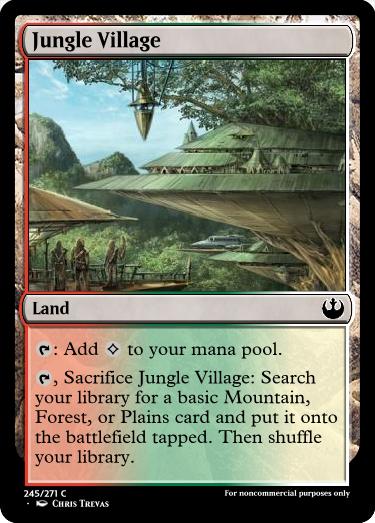 Jungle Village
Land
: Add to your mana pool.
, Sacrifice Jungle Village: Search
your library for a basic Mountain,
Forest, or Plains card and put it onto
the battlefield tapped. Then shuffle
your library.
245/271 C
For noncommercial purposes only
· Chris Trevas